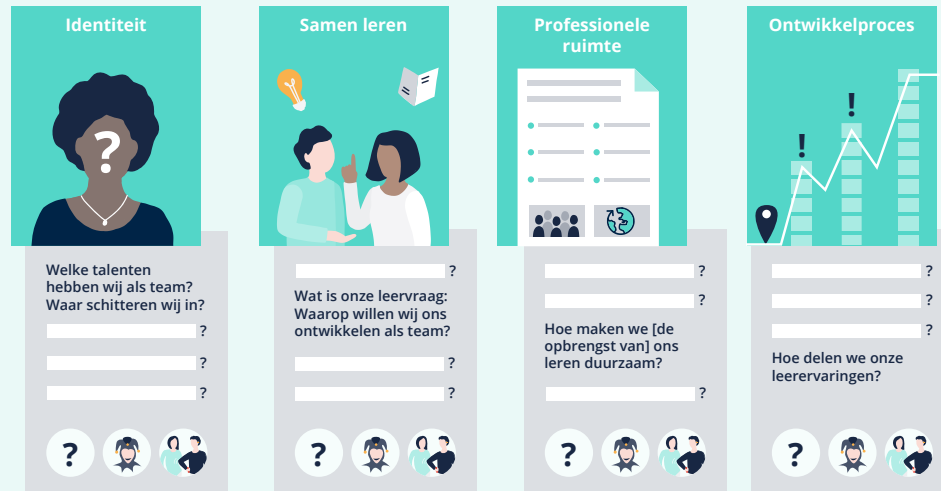 Identiteit
?
Welke talenten
hebben wij als team?
Waar schitteren wij in?
?
?
?
?
Samen leren
?
Wat is onze leervraag:
Waarop willen wij ons
ontwikkelen als team?
?
?
?
Professionele
ruimte
?
?
Hoe maken we [de
opbrengst van] ons
leren duurzaam?
?
?
Ontwikkelproces
!
!
?
?
?
Hoe delen we onze
leerervaringen?
?